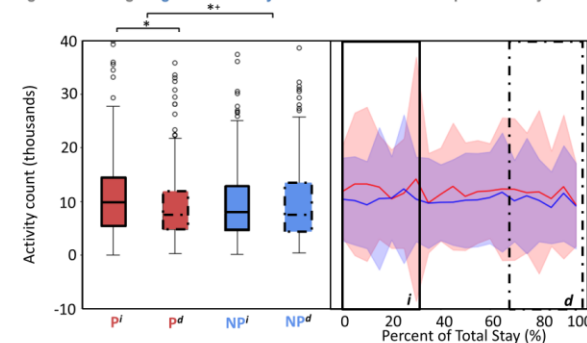 *+
*
40
30
20
10
0
-10
Activity count (thousands)
Pi
Pd
NPi
NPd
i
d
0 20 40 60 80 100
Percent of Total Stay (%)